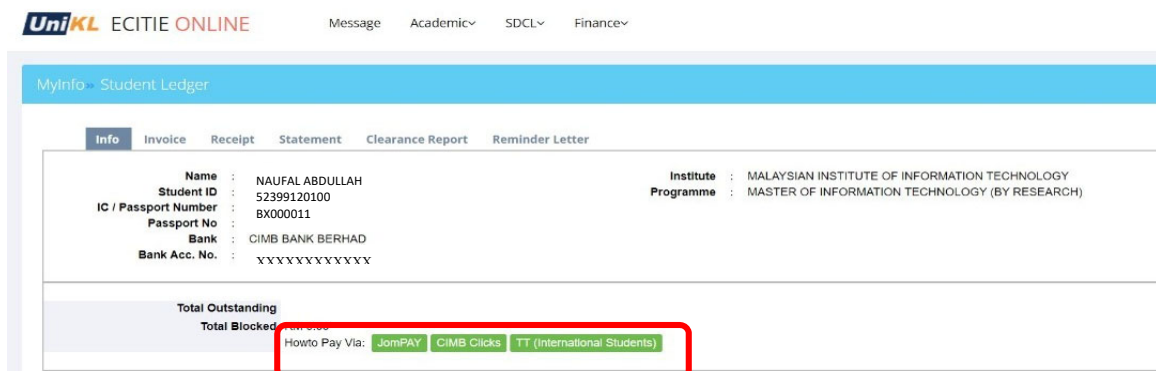 UniKL ECITIE ONLINE Message Academic SDCL Finance
MyInfo» Student Ledger
Info Invoice Receipt Statement Clearance Report Reminder Letter
Name : NAUFAL ABDULLAH
Student ID : 52399120100
IC / Passport Number : BX000011
Passport No :
Bank : CIMB BANK BERHAD
Bank Acc. No. : XXXXXXXXXXXX
Institute : MALAYSIAN INSTITUTE OF INFORMATION TECHNOLOGY
Programme : MASTER OF INFORMATION TECHNOLOGY (BY RESEARCH)
Total Outstanding
Total Blocked
Howto Pay Via: JomPAY CIMB Clicks TT (International Students)